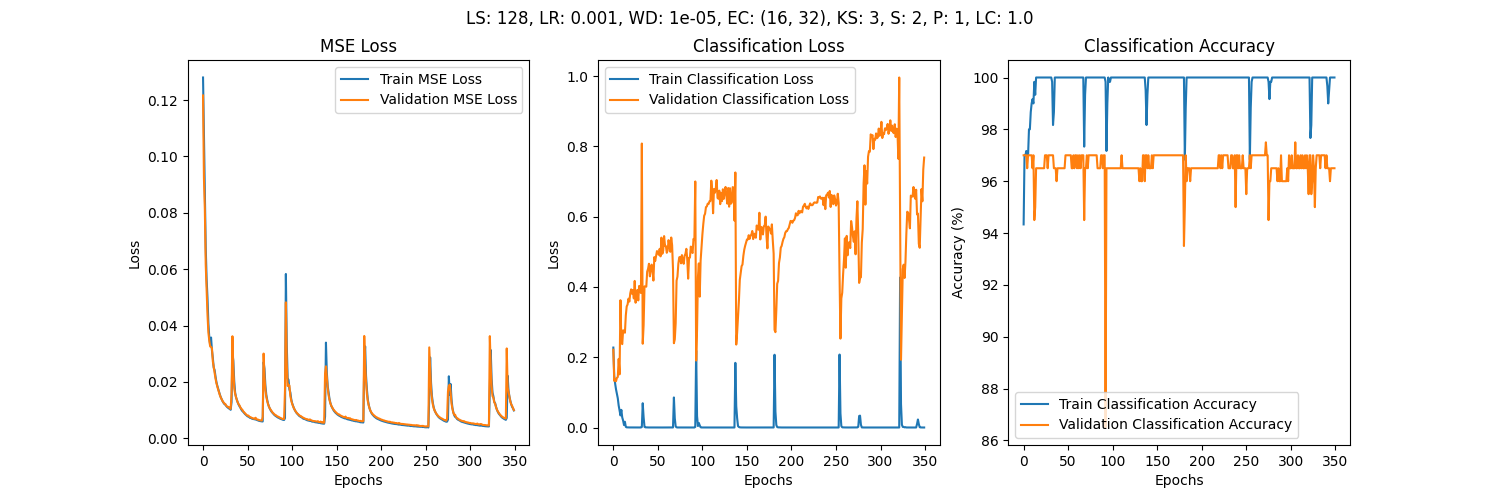 LS: 128, LR: 0.001, WD: 1e-05, EC: (16, 32), KS: 3, S: 2, P: 1, LC: 1.0
MSE Loss
Train MSE Loss
Validation MSE Loss
Loss
0.12
0.10
0.08
0.06
0.04
0.02
0.00
0 50 100 150 200 250 300 350
Epochs
Classification Loss
Train Classification Loss
Validation Classification Loss
Loss
1.0
0.8
0.6
0.4
0.2
0.0
0 50 100 150 200 250 300 350
Epochs
Classification Accuracy
Accuracy (%)
100
98
96
94
92
90
88
86
Train Classification Accuracy
Validation Classification Accuracy
0 50 100 150 200 250 300 350
Epochs